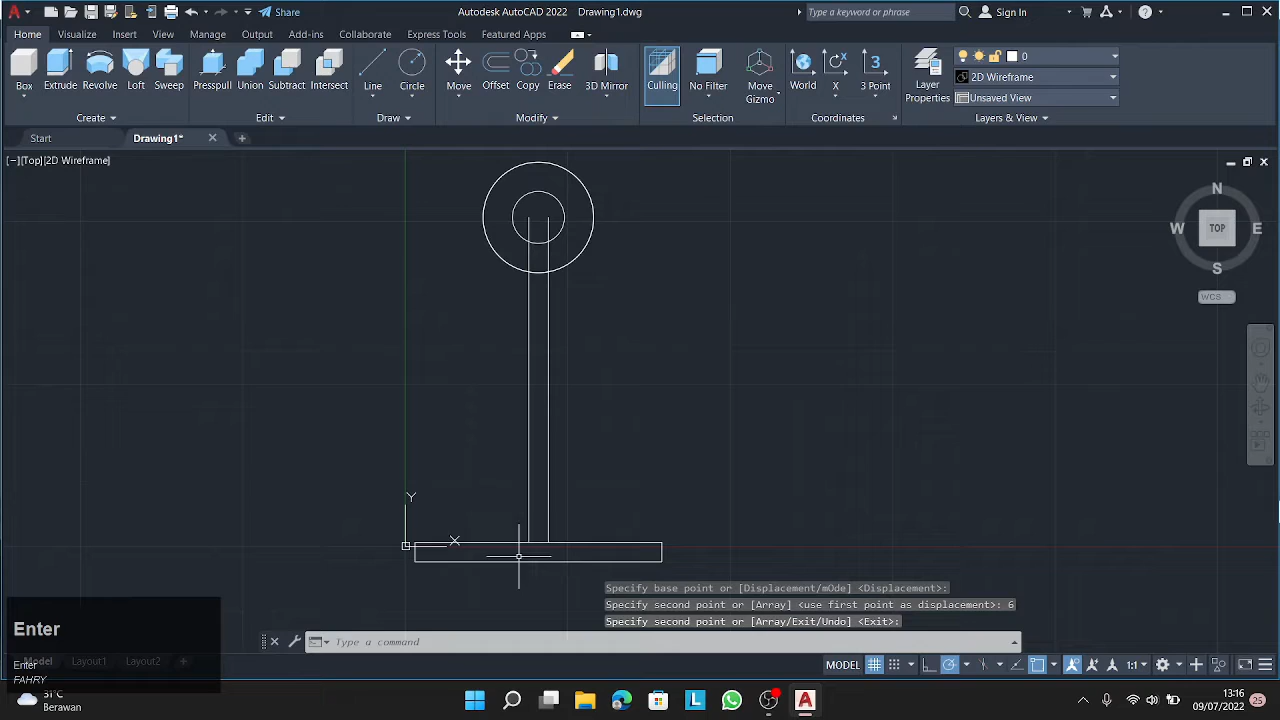 Share
Autodesk AutoCAD 2022 Drawing1.dwg
Type a keyword or phrase
Sign In
Home Visualize Insert View Manage Output Add-ins Collaborate Express Tools Featured Apps
Box Extrude Revolve Loft Sweep
Presspull Union Subtract Intersect
Line Circle
Move Offset Copy Erase 3D Mirror
Culling No Filter Move Gizmo
World X 3 Point
Layer Properties
0
2D Wireframe
Unsaved View
Create Edit Draw Modify Selection Coordinates Layers & View
Start Drawing1*
[−][Top][2D Wireframe]
N
W TOP E
S
WCS
Y
X
Specify base point or [Displacement/mOde] <Displacement>:
Specify second point or [Array] <use first point as displacement>: 6
Specify second point or [Array/Exit/Undo] <Exit>:
Type a command
Enter
Enter
FAHRY
Model Layout1 Layout2
MODEL 1:1
31°C
Berawan
13:16
09/07/2025